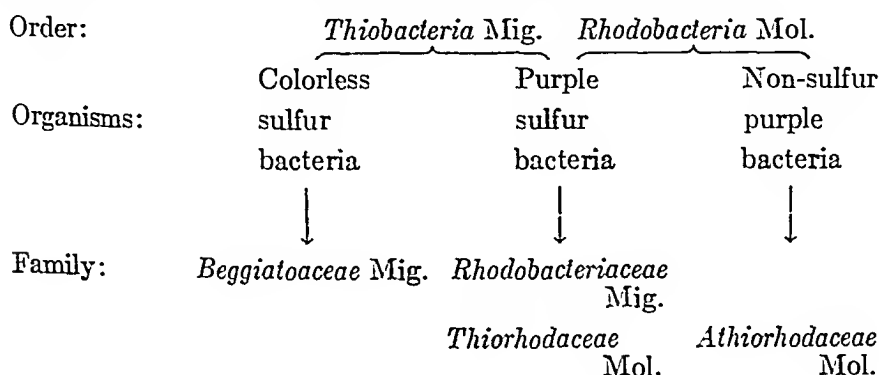 Order: Thiobacteria Mig. Rhodobacteria Mol.
Colorless Purple Non-sulfur
Organisms: sulfur sulfur purple
bacteria bacteria bacteria
Family: Beggiatoaceae Mig. Rhodobacteriaceae
Mig.
Thiorhodaceae Athiorhodaceae
Mol. Mol.